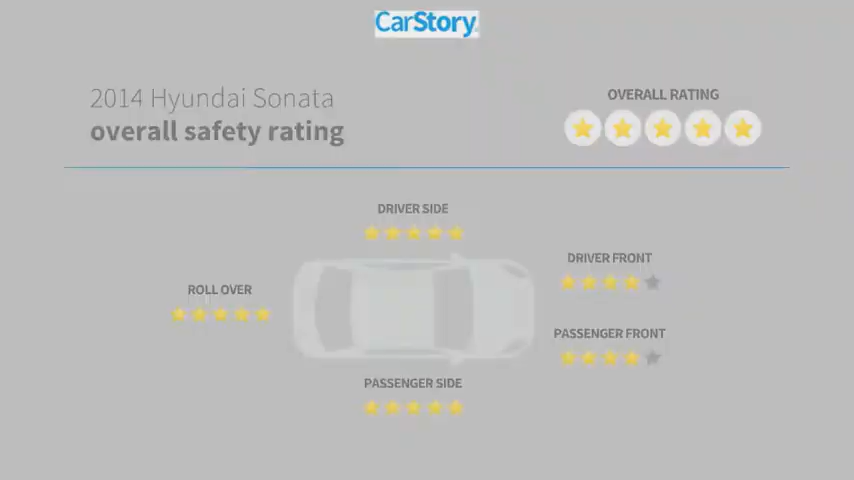 CarStory
2014 Hyundai Sonata
overall safety rating
OVERALL RATING
DRIVER SIDE
DRIVER FRONT
ROLL OVER
PASSENGER FRONT
PASSENGER SIDE